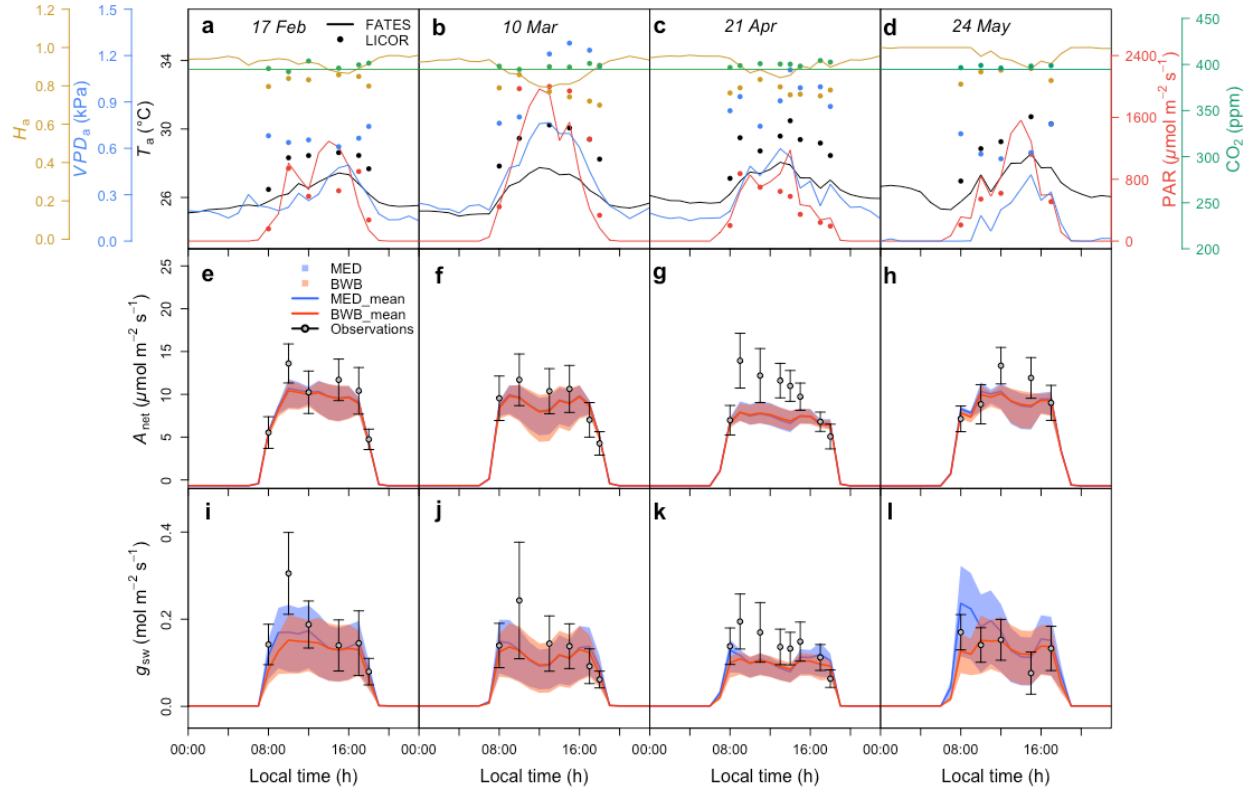 a 17 Feb
FATES
LICOR
b 10 Mar
c 21 Apr
d 24 May
Hₐ
1.2
1.0
0.8
0.6
0.4
0.2
0.0
VPDₐ (kPa)
1.5
1.2
0.9
0.6
0.3
0.0
Tₐ (°C)
34
30
26
PAR (µmol m⁻² s⁻¹)
2400
1800
800
0
CO₂ (ppm)
450
400
350
300
250
200
e
MED
BWB
MED_mean
BWB_mean
Observations
f
g
h
A net (µmol m⁻² s⁻¹)
25
20
15
10
5
0
i
j
k
l
g sw (mol m⁻² s⁻¹)
0.4
0.2
0.0
00:00 08:00 16:00 00:00 08:00 16:00 00:00 08:00 16:00 00:00 08:00 16:00
Local time (h) Local time (h) Local time (h) Local time (h)